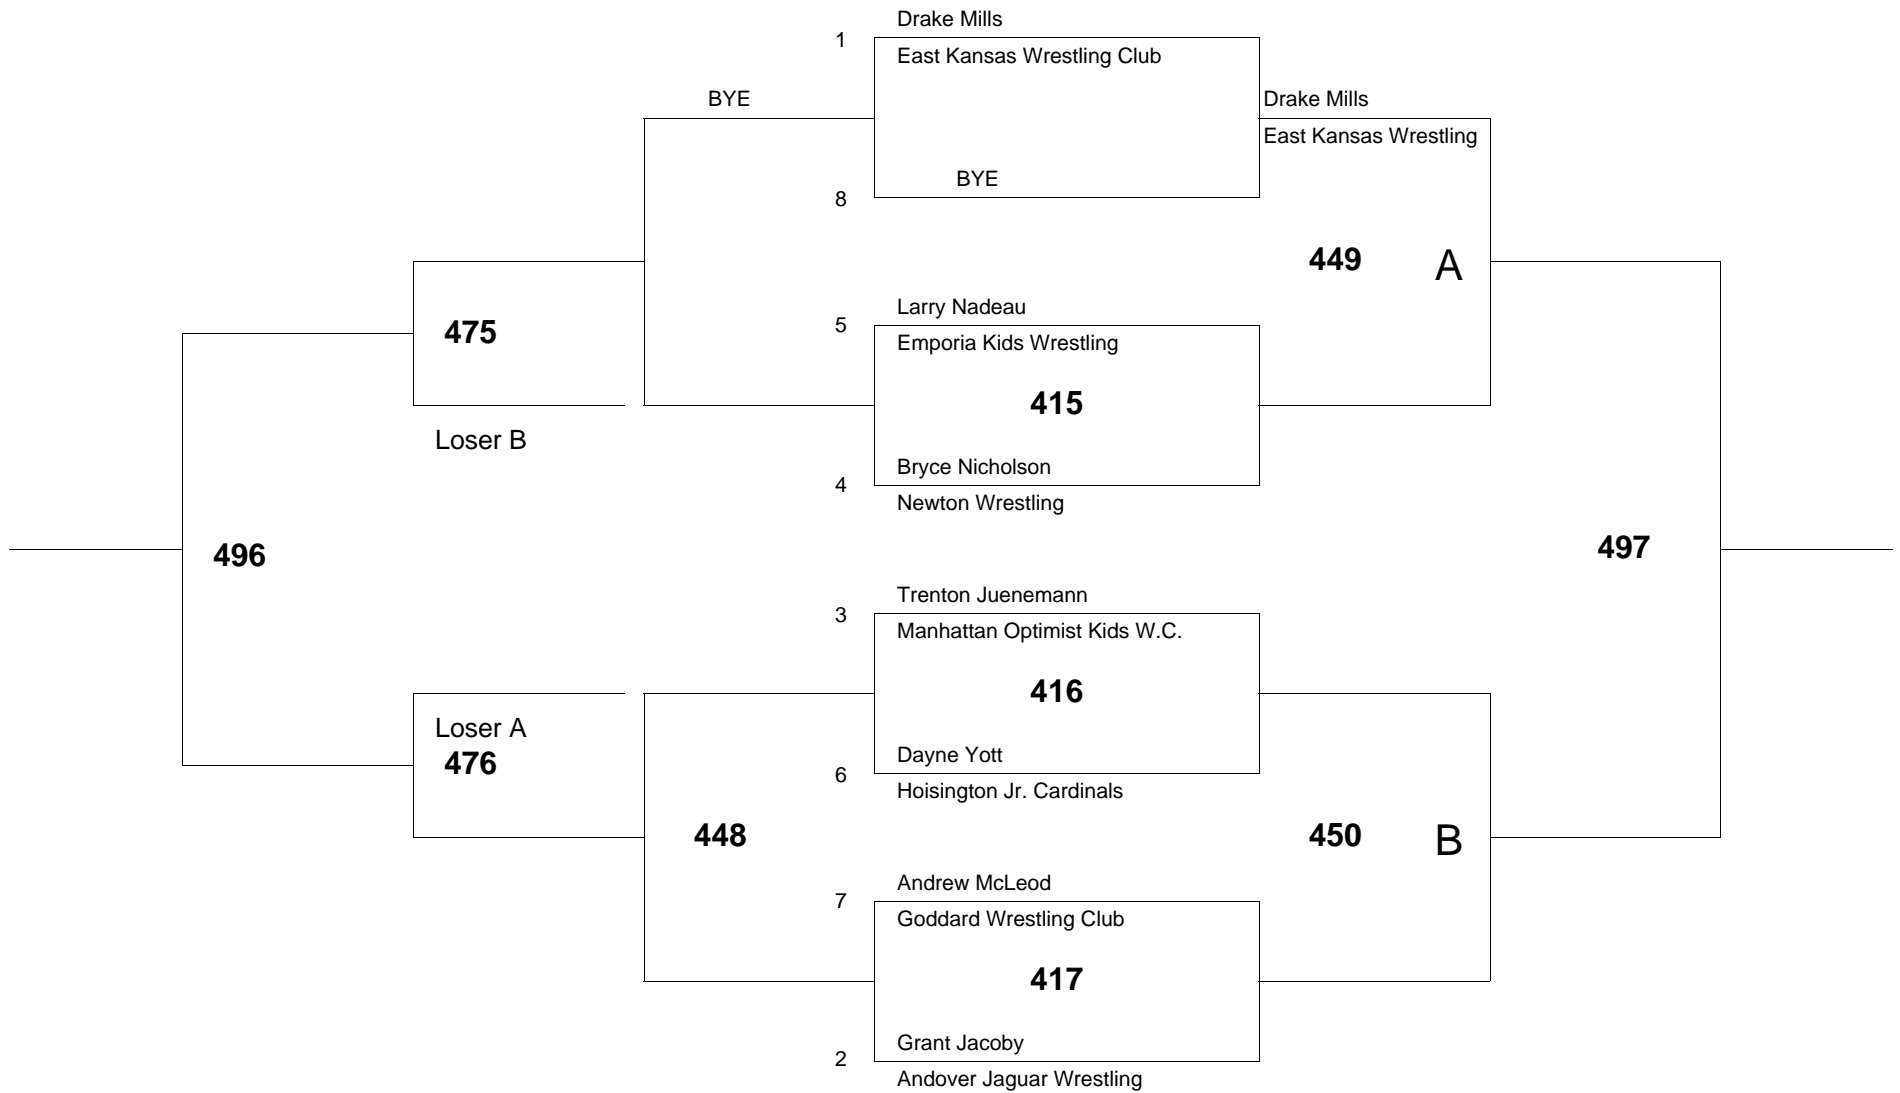 Drake Mills
1
East Kansas Wrestling Club
BYE
Drake Mills
East Kansas Wrestling
BYE
8
449
A
Larry Nadeau
5
475
Emporia Kids Wrestling
415
Loser B
Bryce Nicholson
4
Newton Wrestling
496
497
Trenton Juenemann
3
Manhattan Optimist Kids W.C.
416
Loser A
476
Dayne Yott
6
Hoisington Jr. Cardinals
448
450
B
Andrew McLeod
7
Goddard Wrestling Club
417
Grant Jacoby
2
Andover Jaguar Wrestling